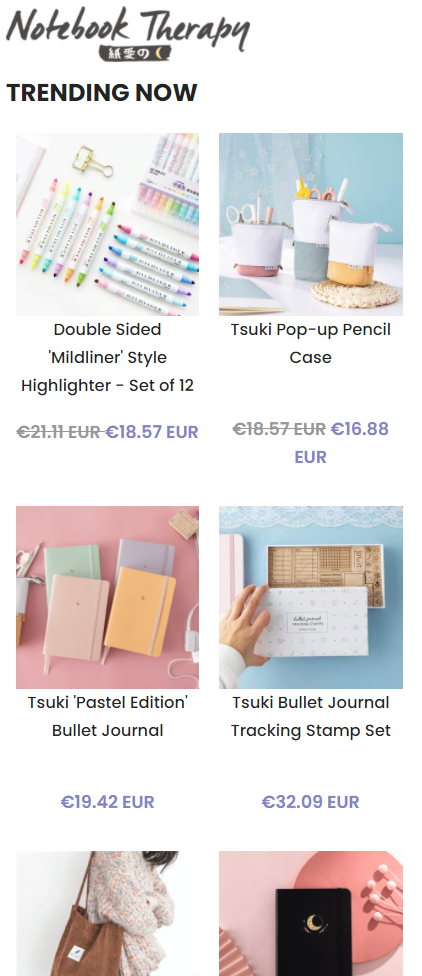 Notebook Therapy
紙愛の
TRENDING NOW
Double Sided
'Mildliner' Style
Highlighter - Set of 12
€21.11 EUR €18.57 EUR
Tsuki Pop-up Pencil
Case
€18.57 EUR €16.88
EUR
Tsuki 'Pastel Edition'
Bullet Journal
€19.42 EUR
bullet journal
Tsuki Bullet Journal
Tracking Stamp Set
€32.09 EUR